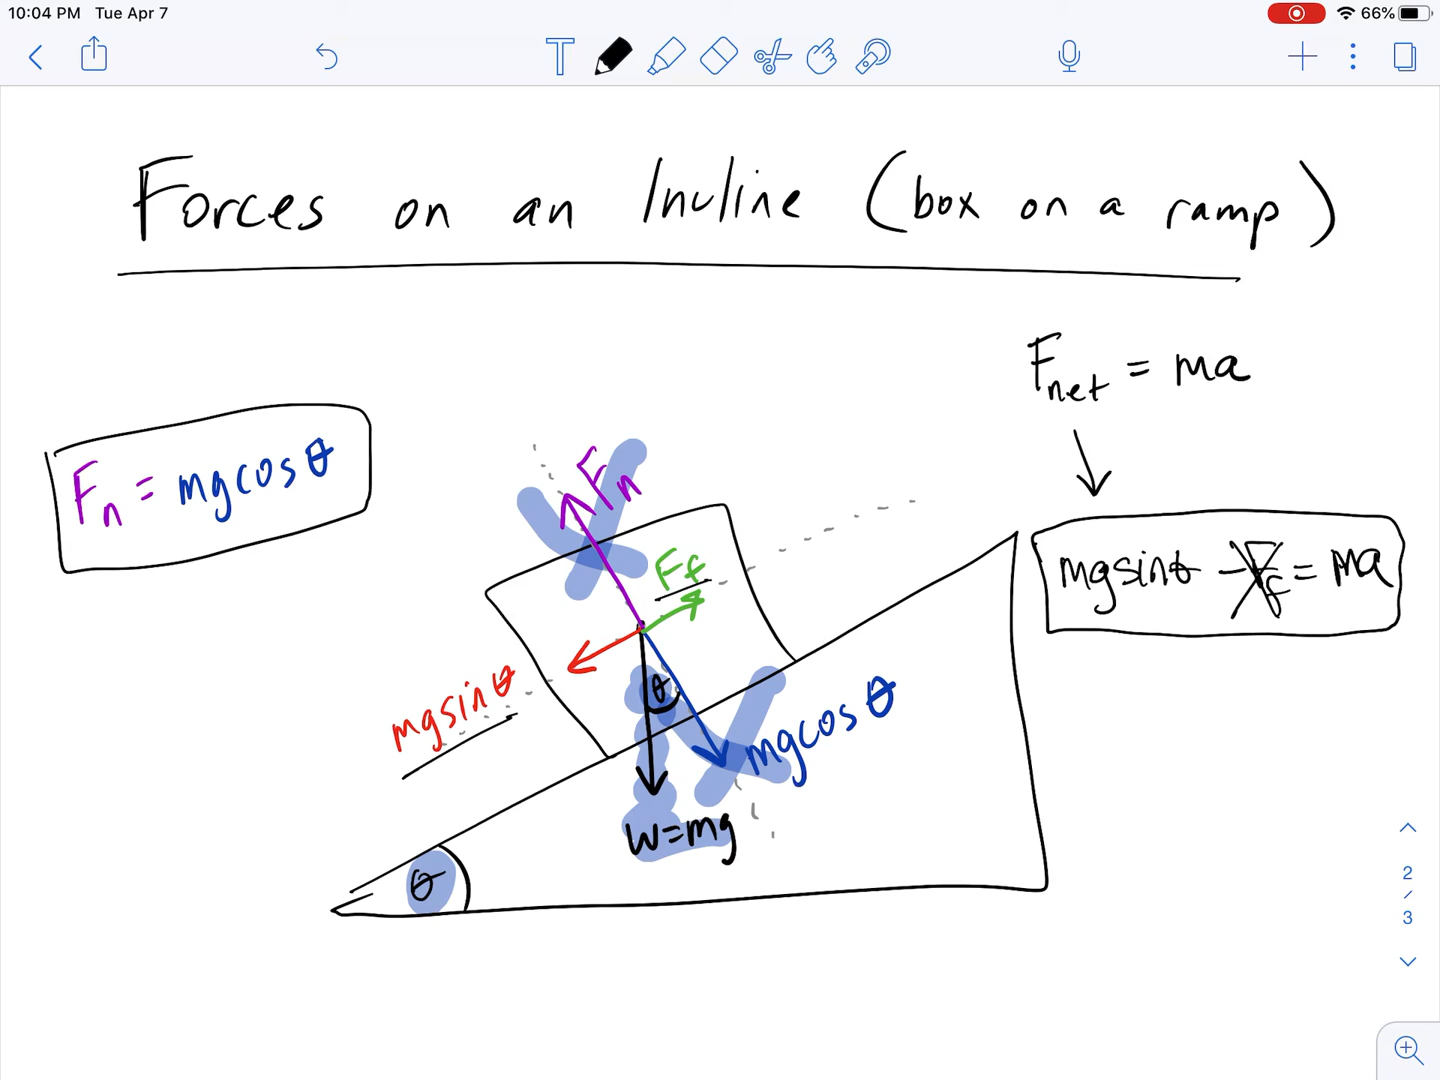 10:04 PM Tue Apr 7
66%
Forces on an Incline (box on a ramp)
Fnet = ma
Fn = mgcosθ
Fn
Ff
mgsinθ - Ff = ma
mgsinθ
θ
mgcosθ
W=mg
θ
2
/
3